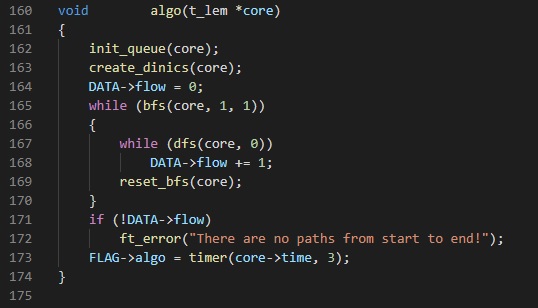 160 void        algo(t_lem *core)
161 {
162     init_queue(core);
163     create_dinics(core);
164     DATA->flow = 0;
165     while (bfs(core, 1, 1))
166     {
167         while (dfs(core, 0))
168             DATA->flow += 1;
169         reset_bfs(core);
170     }
171     if (!DATA->flow)
172         ft_error("There are no paths from start to end!");
173     FLAG->algo = timer(core->time, 3);
174 }
175